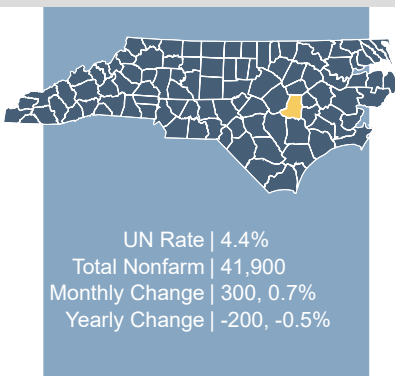 UN Rate | 4.4%
Total Nonfarm | 41,900
Monthly Change | 300, 0.7%
Yearly Change | -200, -0.5%